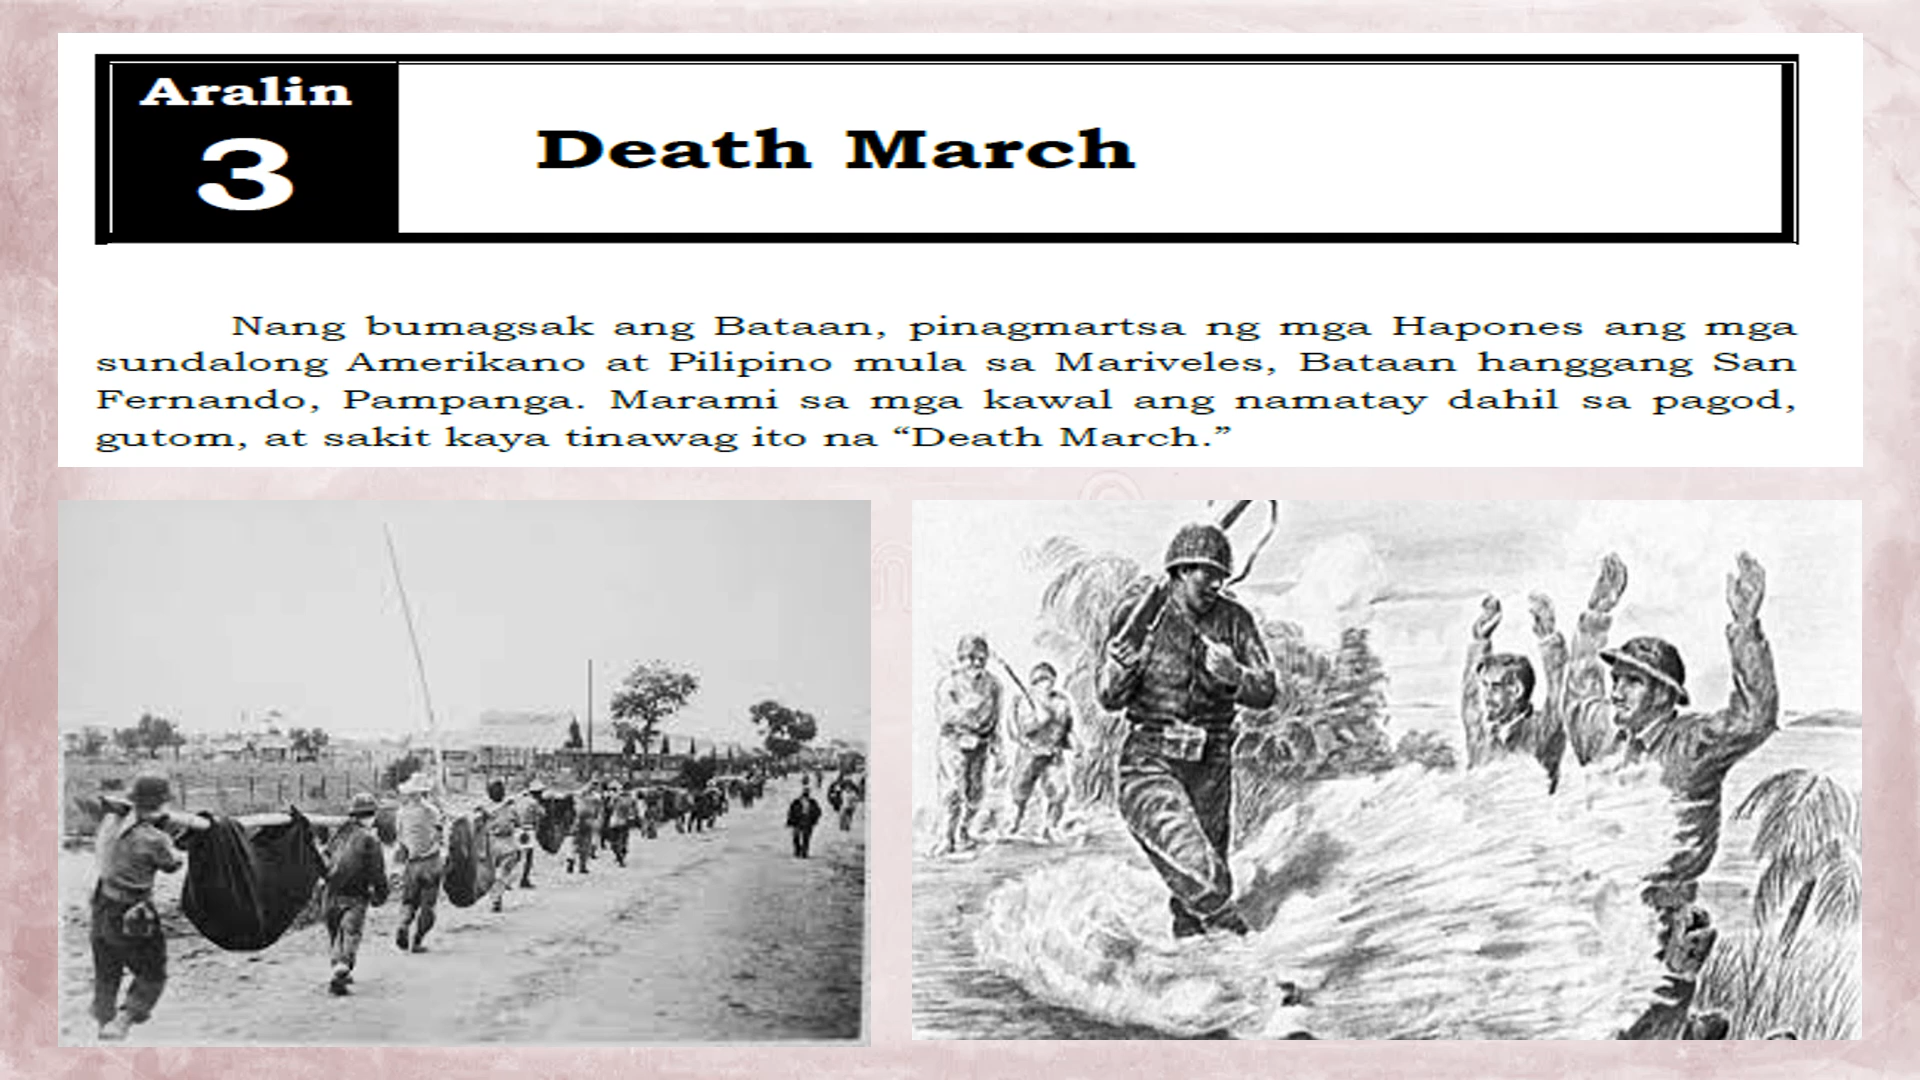 Aralin
3
Death March
Nang bumagsak ang Bataan, pinagmartsa ng mga Hapones ang mga
sundalong Amerikano at Pilipino mula sa Mariveles, Bataan hanggang San
Fernando, Pampanga. Marami sa mga kawal ang namatay dahil sa pagod,
gutom, at sakit kaya tinawag ito na “Death March.”